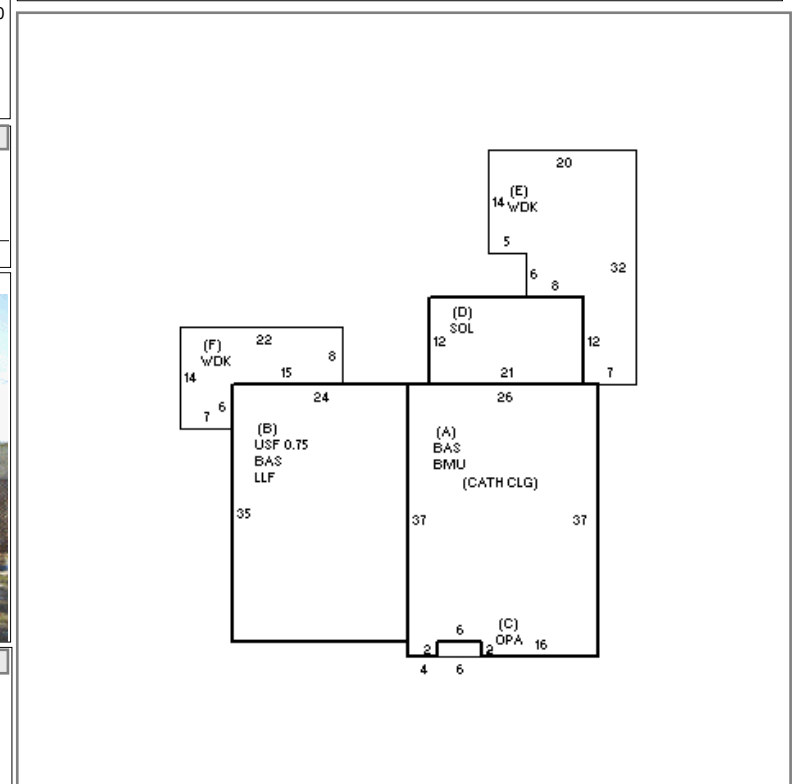 20
(E)
14 WDK
5
6
8
32
(D)
SOL
12
12
21
7
(F)
WDK
22
8
14
15
6
7
24
26
(B)
USF 0.75
BAS
LLF
(A)
BAS
BMU
(CATH CLG)
35
37
37
6
(C)
OPA
2
2
16
4
6